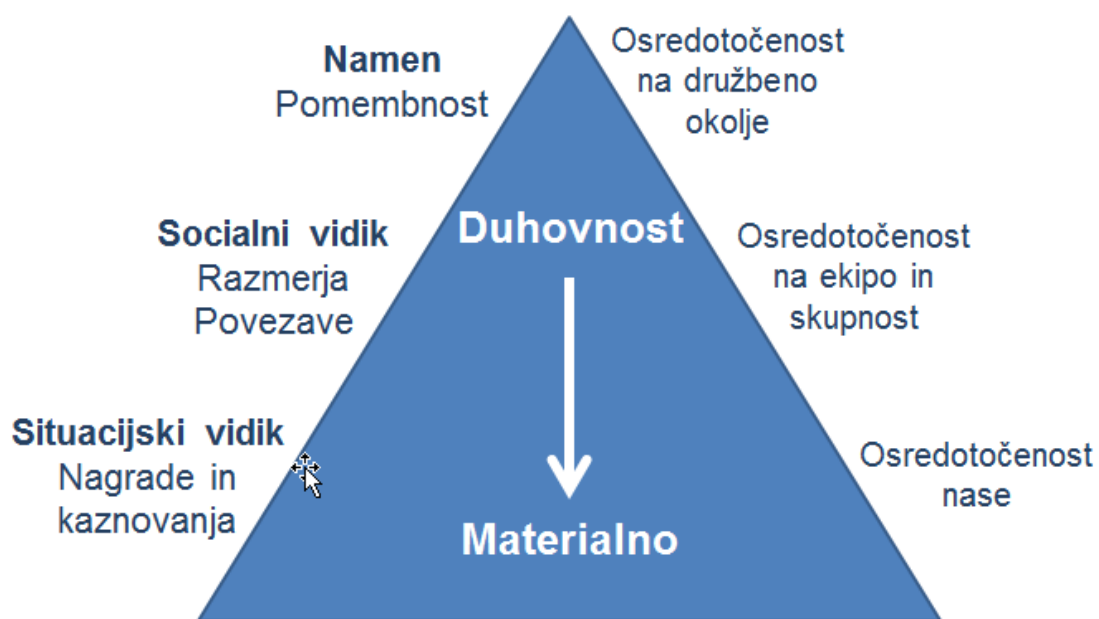 Namen
Pomembnost
Osredotočenost
na družbeno
okolje
Socialni vidik
Razmerja
Povezave
Duhovnost
Osredotočenost
na ekipo in
skupnost
Situacijski vidik
Nagrade in
kaznovanja
Materialno
Osredotočenost
nase